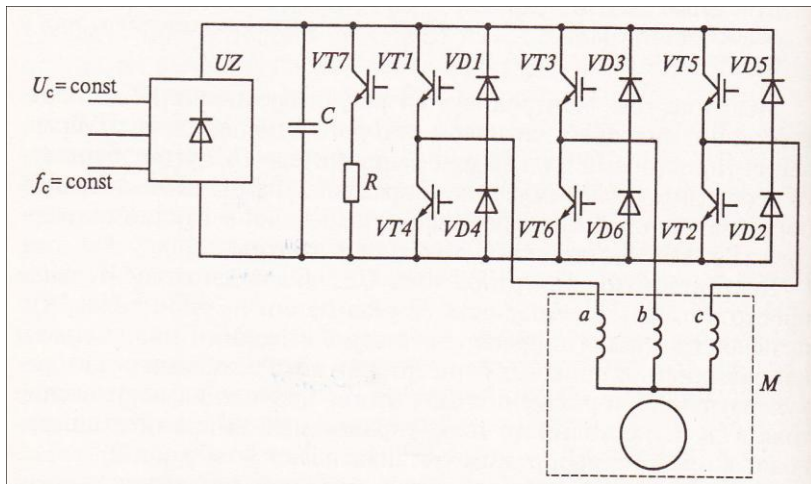 UZ
VT7 VT1 VD1 VT3 VD3 VT5 VD5
U_c=const
C
f_c=const
R
VT4 VD4 VT6 VD6 VT2 VD2
a b c
M